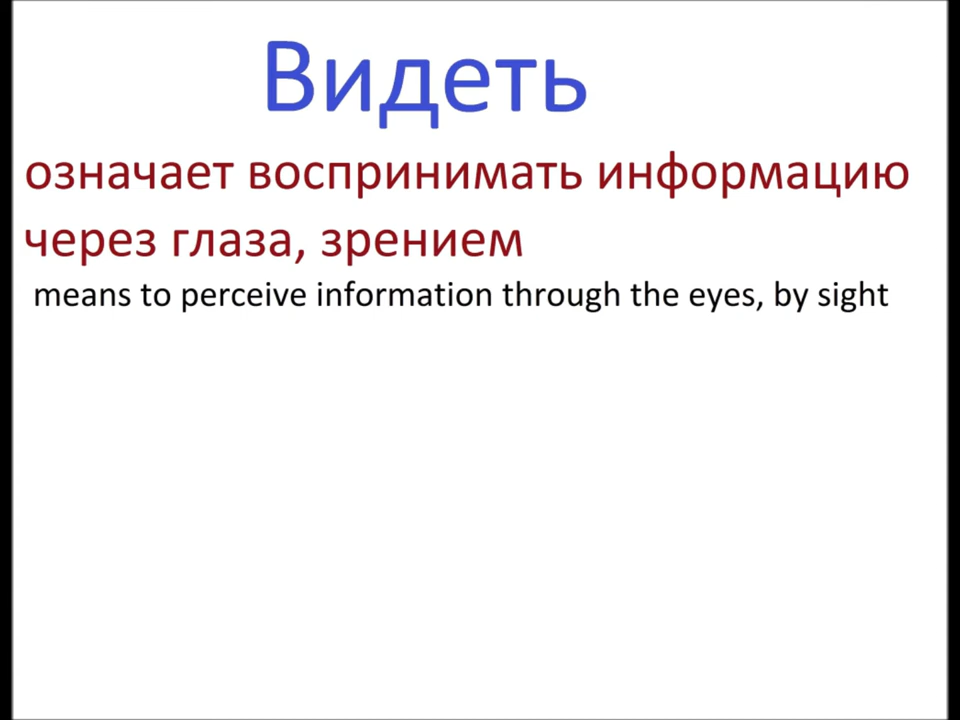 Видеть
означает воспринимать информацию
через глаза, зрением
means to perceive information through the eyes, by sight